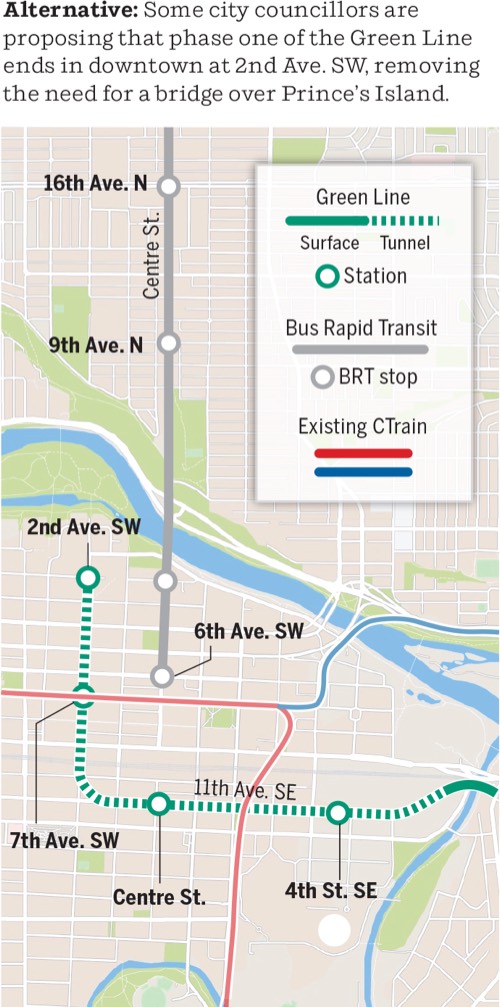 Alternative: Some city councillors are
proposing that phase one of the Green Line
ends in downtown at 2nd Ave. SW, removing
the need for a bridge over Prince’s Island.
16th Ave. N
Centre St.
9th Ave. N
Green Line
Surface Tunnel
Station
Bus Rapid Transit
BRT stop
Existing CTrain
2nd Ave. SW
6th Ave. SW
11th Ave. SE
7th Ave. SW
Centre St.
4th St. SE